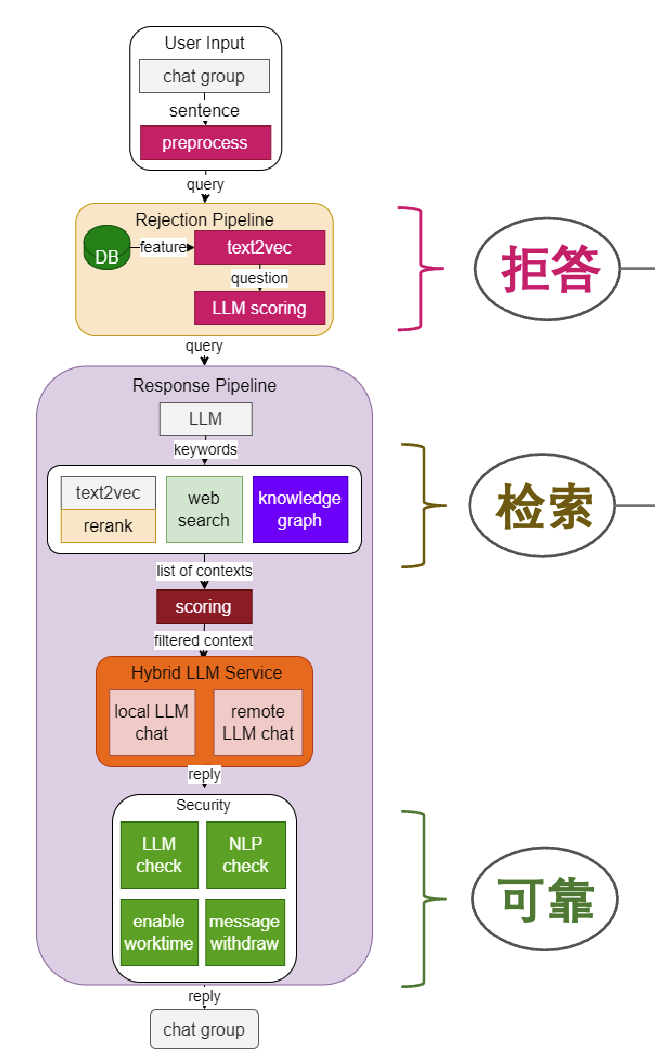 User Input
chat group
sentence
preprocess
query
Rejection Pipeline
DB
feature
text2vec
question
LLM scoring
拒答
query
Response Pipeline
LLM
keywords
text2vec
rerank
web
search
knowledge
graph
检索
list of contexts
scoring
filtered context
Hybrid LLM Service
local LLM
chat
remote
LLM chat
reply
Security
LLM
check
NLP
check
enable
worktime
message
withdraw
可靠
reply
chat group